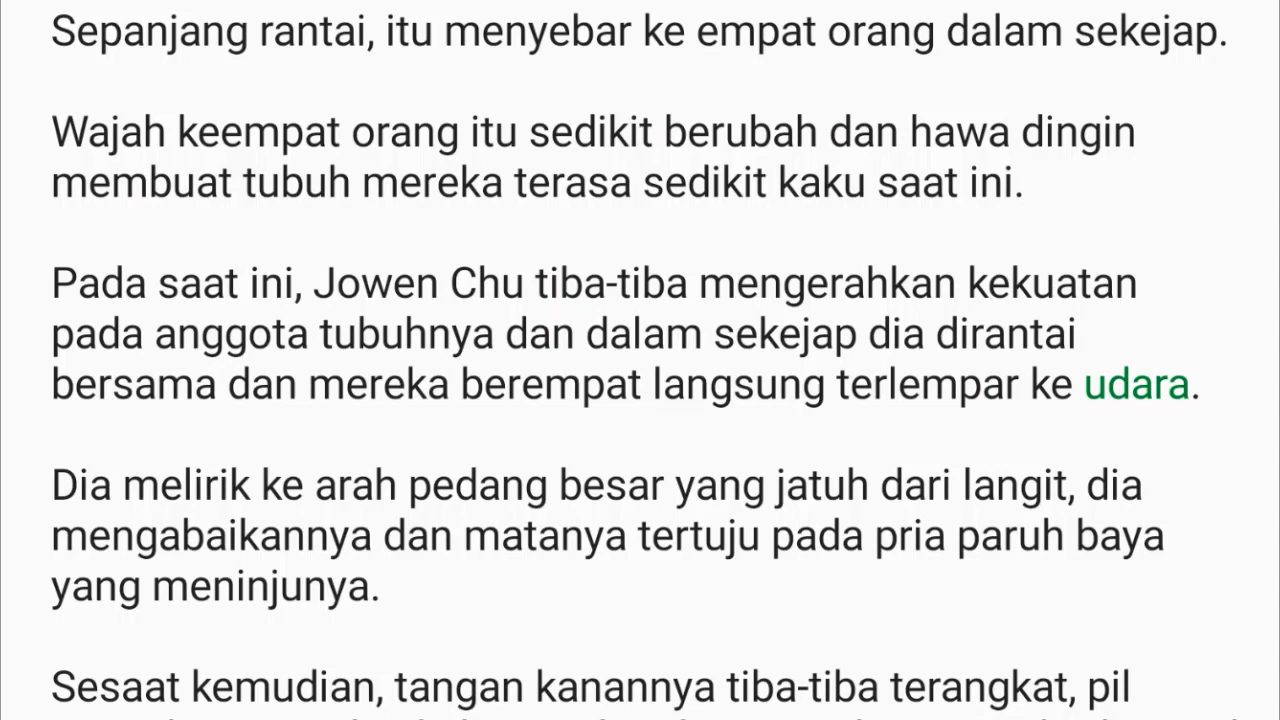 Sepanjang rantai, itu menyebar ke empat orang dalam sekejap.
Wajah keempat orang itu sedikit berubah dan hawa dingin
membuat tubuh mereka terasa sedikit kaku saat ini.
Pada saat ini, Jowen Chu tiba-tiba mengerahkan kekuatan
pada anggota tubuhnya dan dalam sekejap dia dirantai
bersama dan mereka berempat langsung terlempar ke udara.
Dia melirik ke arah pedang besar yang jatuh dari langit, dia
mengabaikannya dan matanya tertuju pada pria paruh baya
yang meninjunya.
Sesaat kemudian, tangan kanannya tiba-tiba terangkat, pil